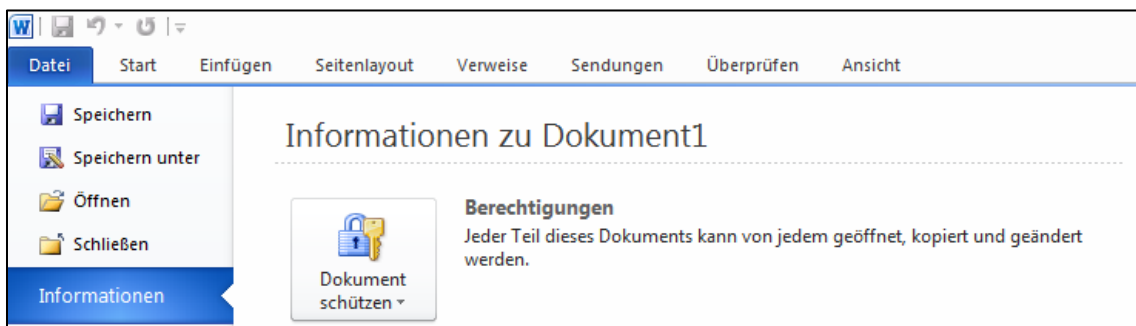 W
Datei Start Einfügen Seitenlayout Verweise Sendungen Überprüfen Ansicht
Speichern
Speichern unter
Öffnen
Schließen
Informationen
Informationen zu Dokument1
Dokument
schützen
Berechtigungen
Jeder Teil dieses Dokuments kann von jedem geöffnet, kopiert und geändert
werden.